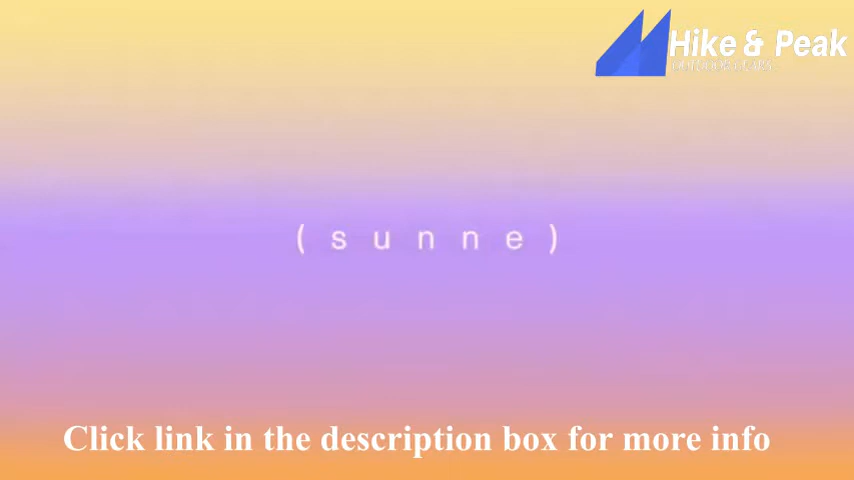 Hike & Peak
( s u n n e )
Click link in the description box for more info